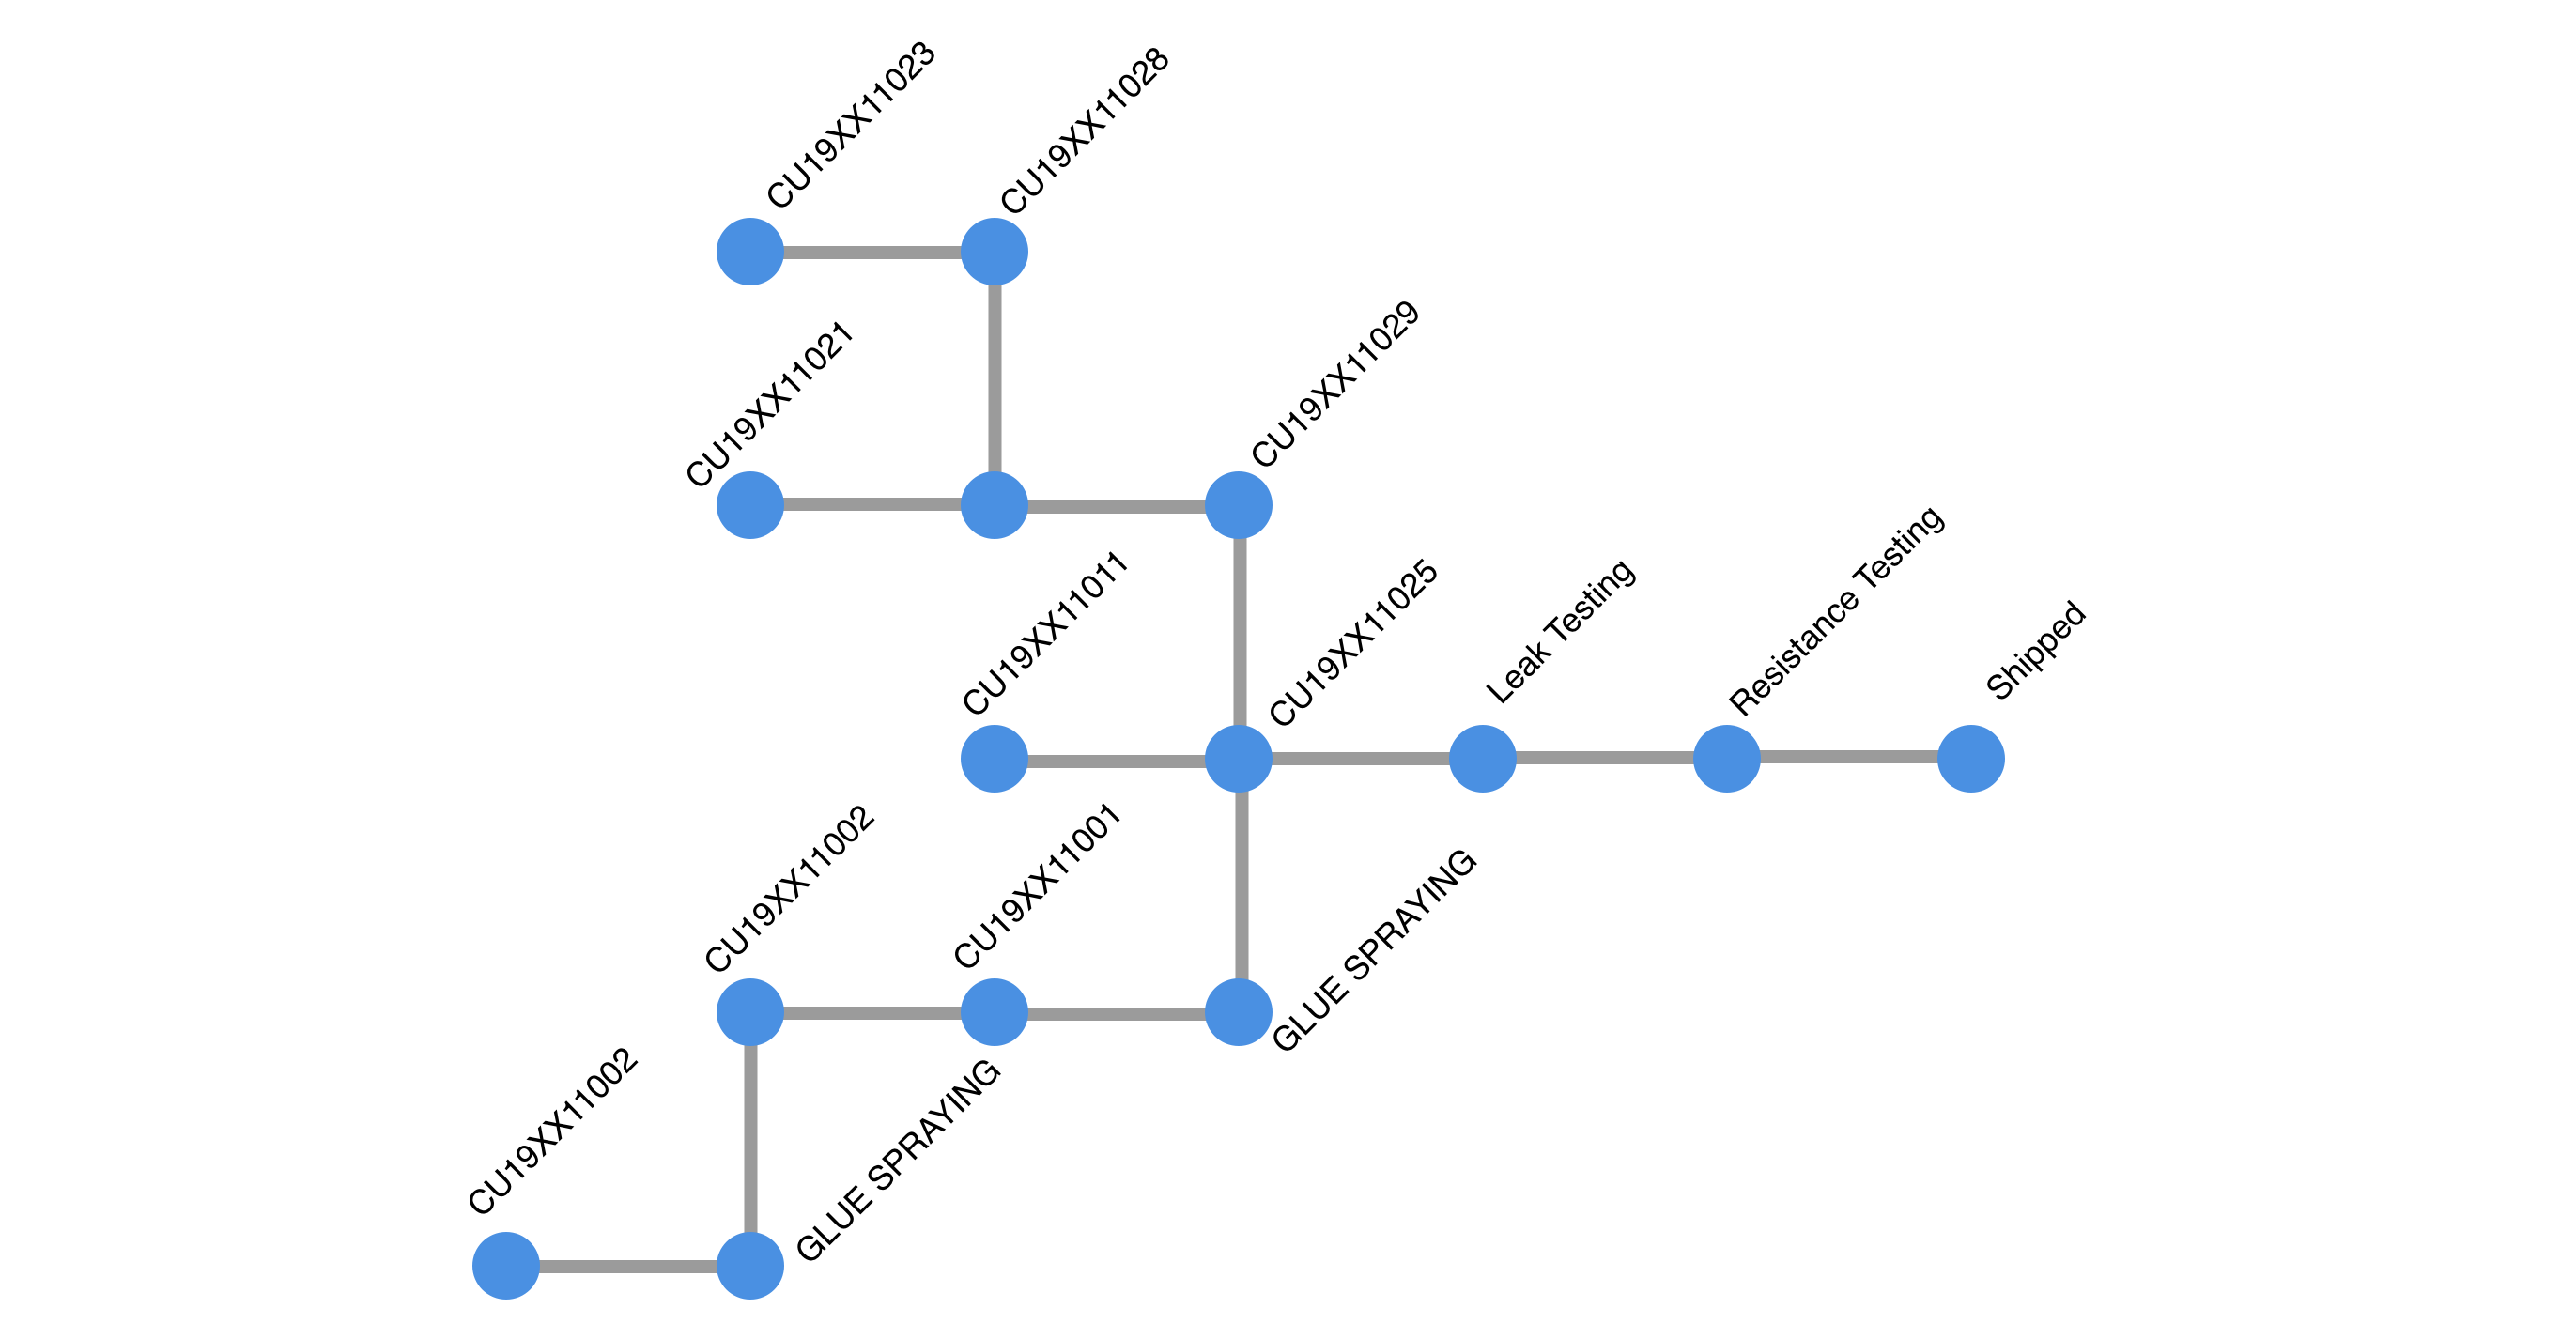 CU19XX11023
CU19XX11028
CU19XX11021
CU19XX11029
CU19XX11011
CU19XX11025
Leak Testing
Resistance Testing
Shipped
CU19XX11002
CU19XX11001
GLUE SPRAYING
CU19XX11002
GLUE SPRAYING